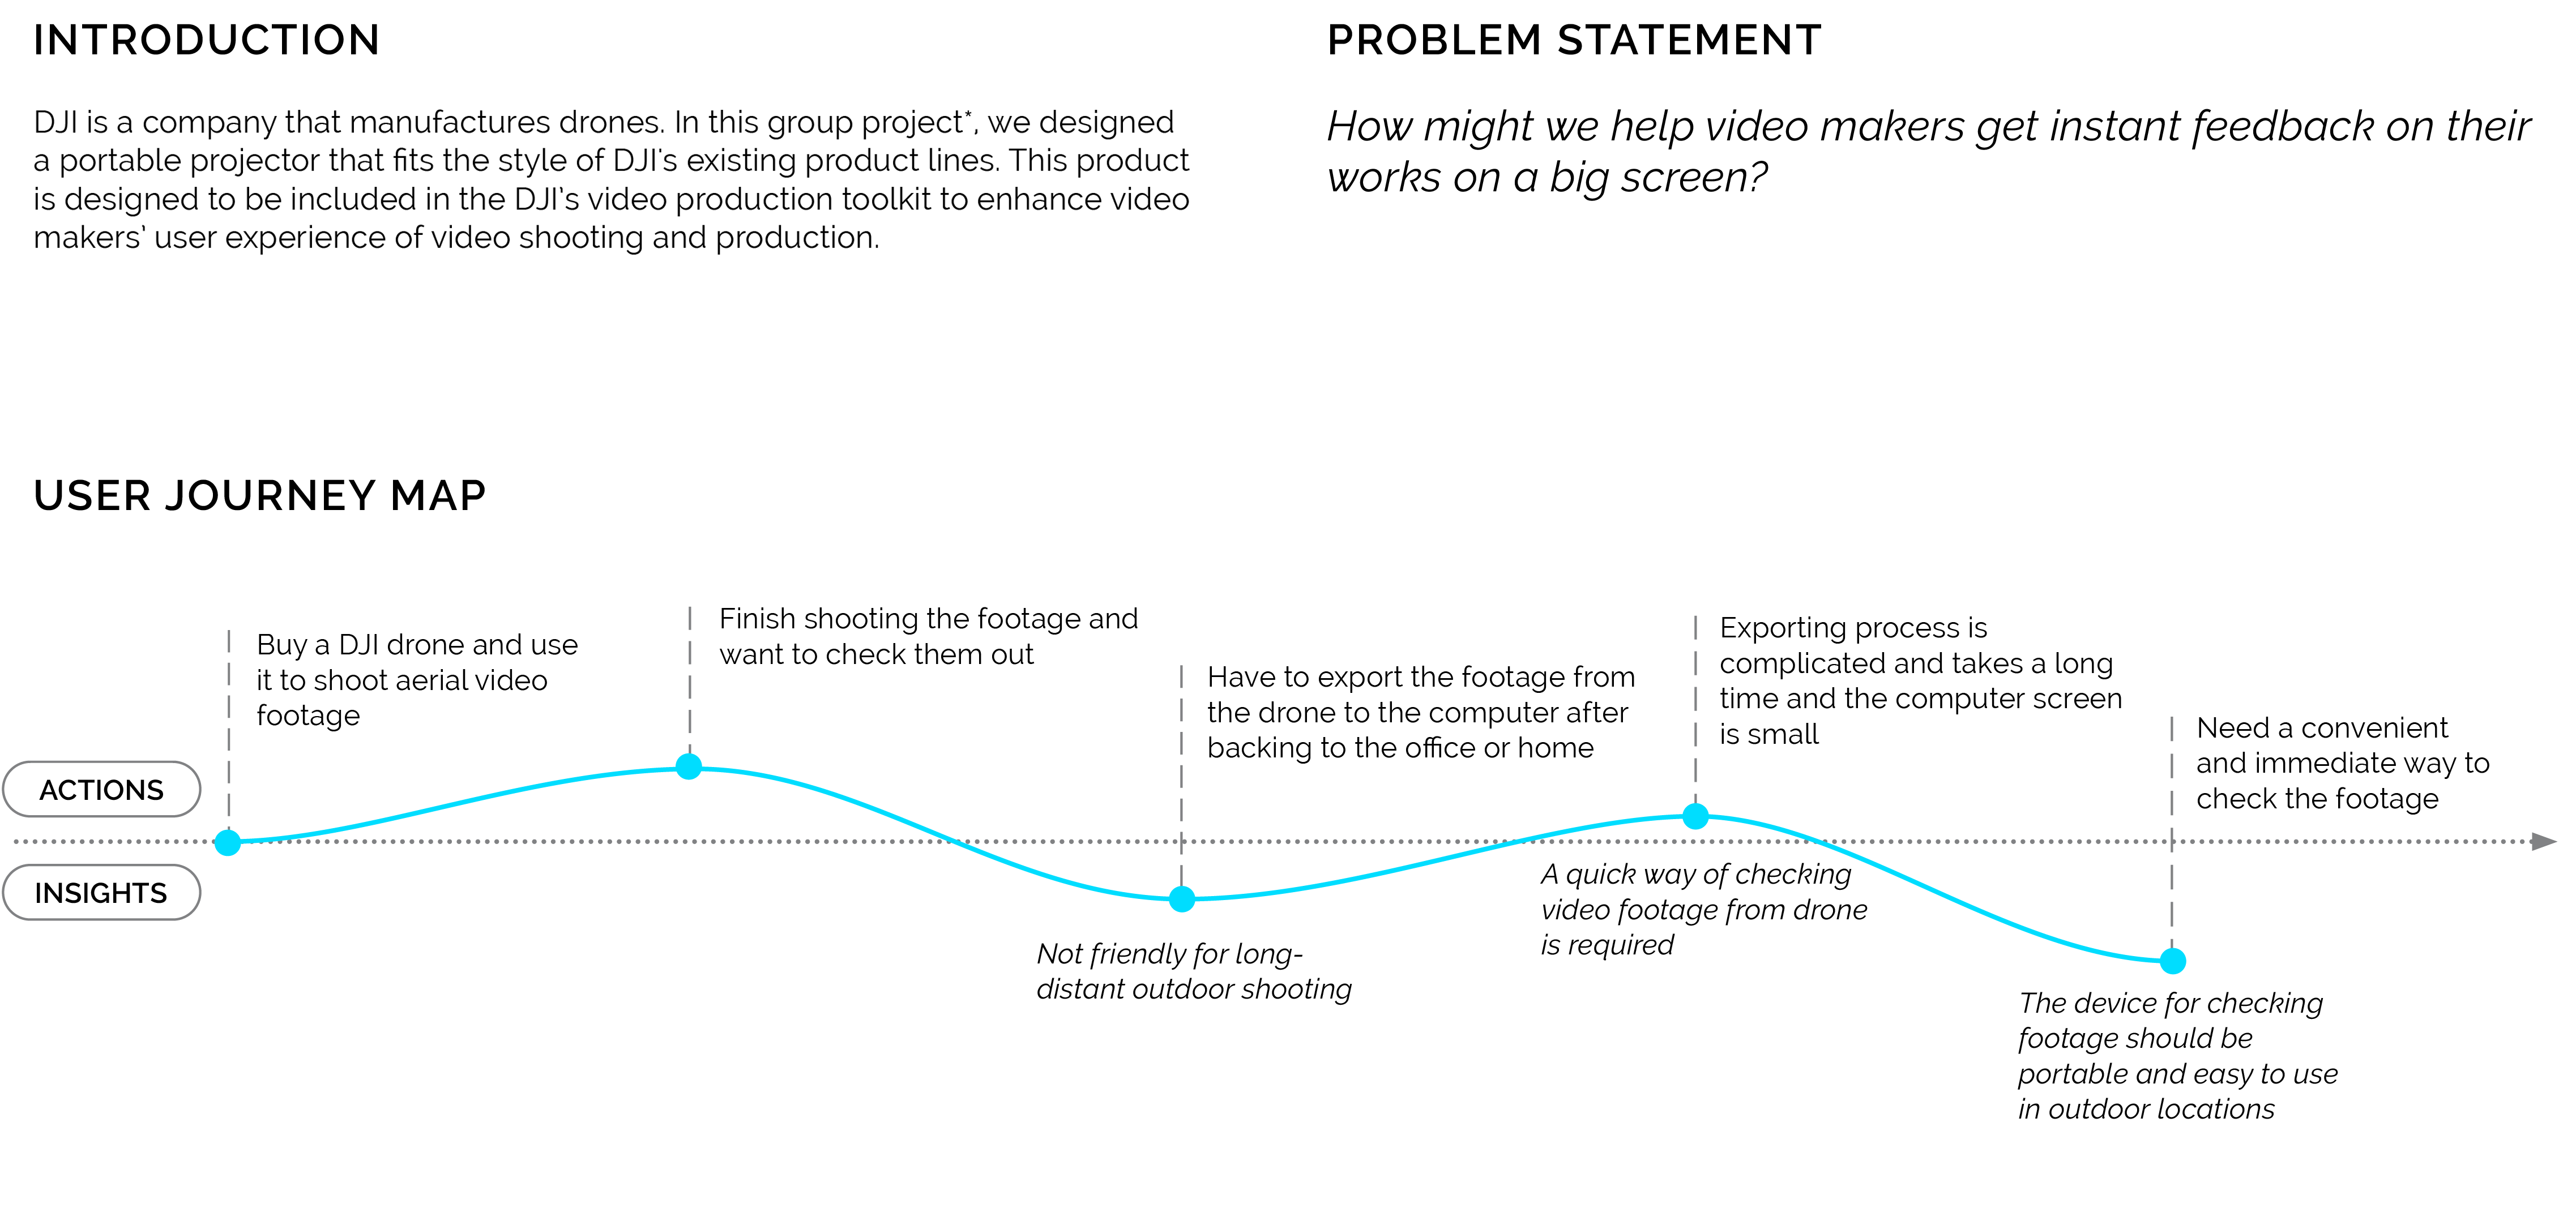 INTRODUCTION
DJI is a company that manufactures drones. In this group project*, we designed
a portable projector that fits the style of DJI's existing product lines. This product
is designed to be included in the DJI’s video production toolkit to enhance video
makers’ user experience of video shooting and production.
PROBLEM STATEMENT
How might we help video makers get instant feedback on their
works on a big screen?
USER JOURNEY MAP
Buy a DJI drone and use
it to shoot aerial video
footage
Finish shooting the footage and
want to check them out
Have to export the footage from
the drone to the computer after
backing to the office or home
Exporting process is
complicated and takes a long
time and the computer screen
is small
Need a convenient
and immediate way to
check the footage
ACTIONS
INSIGHTS
Not friendly for long-
distant outdoor shooting
A quick way of checking
video footage from drone
is required
The device for checking
footage should be
portable and easy to use
in outdoor locations